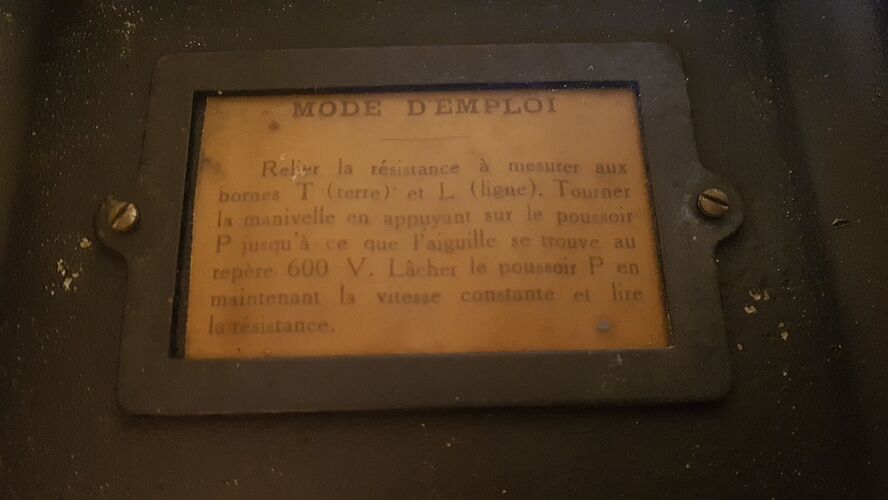 MODE D'EMPLOI
Relier la résistance à mesurer aux
bornes T (terre) et L (ligne). Tourner
la manivelle en appuyant sur le poussoir
P jusqu'à ce que l'aiguille se trouve au
repère 600 V. Lâcher le poussoir P en
maintenant la vitesse constante et lire
la résistance.